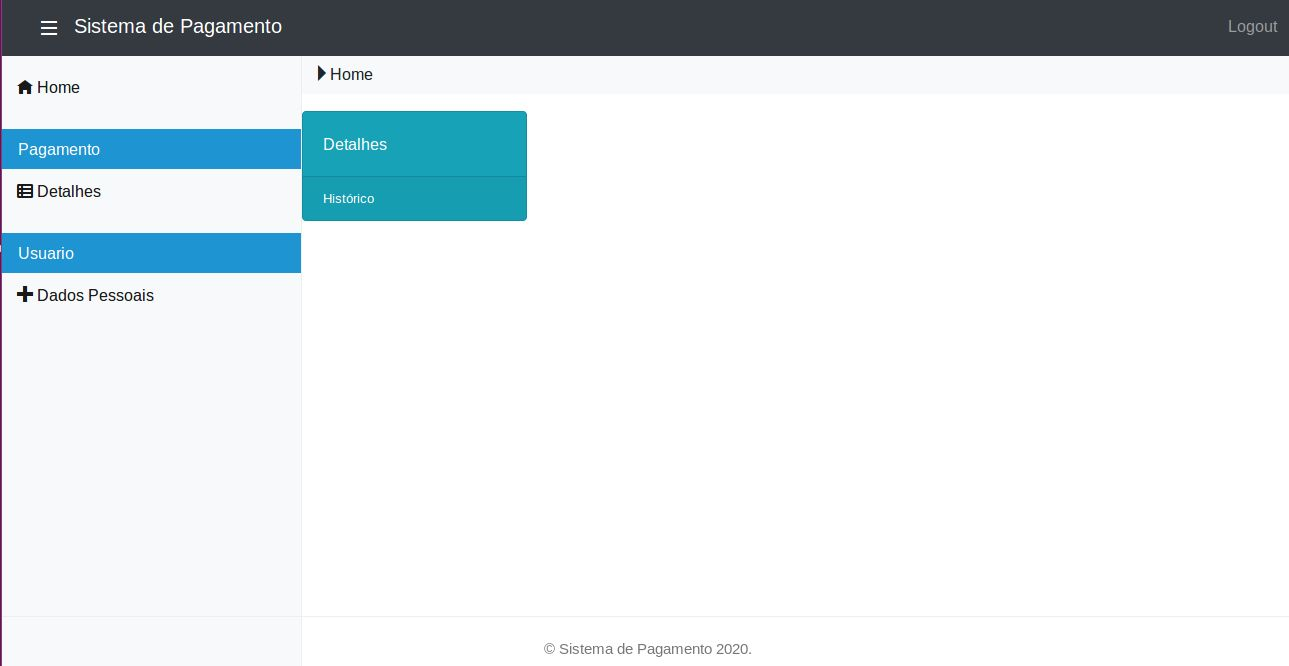 Sistema de Pagamento
Logout
Home
Pagamento
Detalhes
Usuario
Dados Pessoais
Home
Detalhes
Histórico
© Sistema de Pagamento 2020.